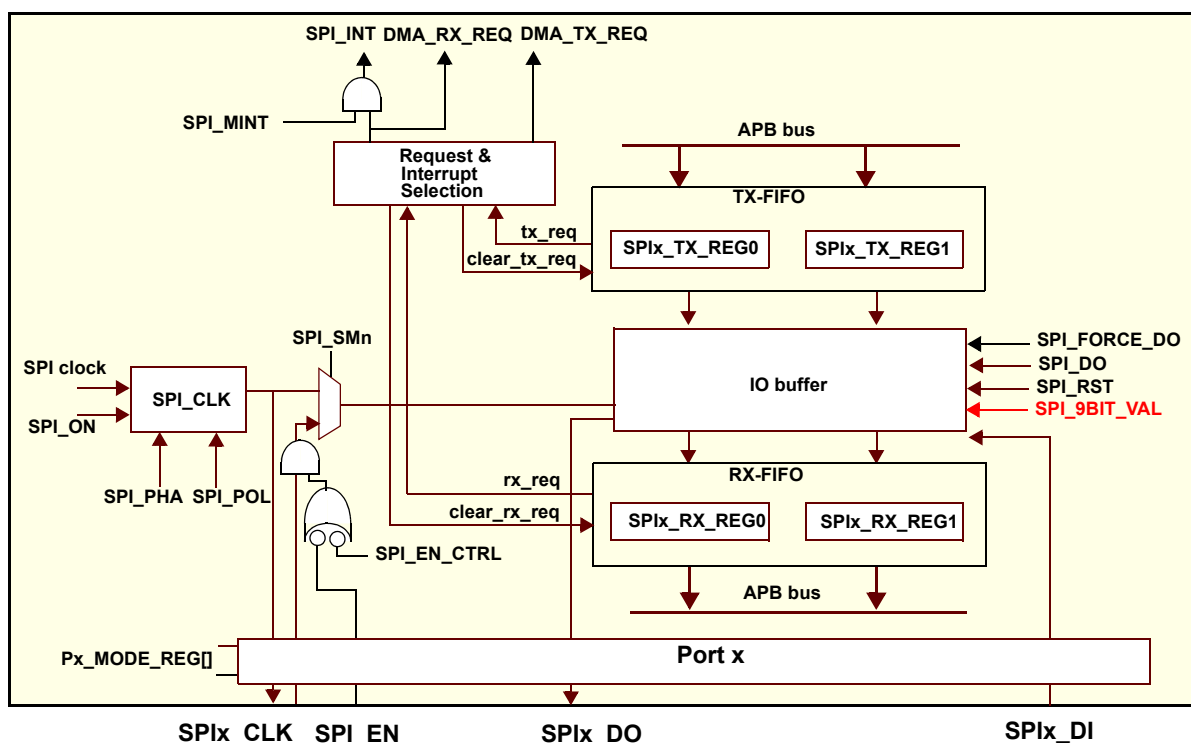 SPI_INT DMA_RX_REQ DMA_TX_REQ
SPI_MINT
APB bus
Request &
Interrupt
Selection
TX-FIFO
tx_req
SPIx_TX_REG0
SPIx_TX_REG1
clear_tx_req
SPI_SMn
SPI_FORCE_DO
SPI clock
SPI_DO
IO buffer
SPI_RST
SPI_CLK
SPI_9BIT_VAL
SPI_ON
RX-FIFO
rx_req
SPI_PHA SPI_POL
clear_rx_req
SPIx_RX_REG0
SPIx_RX_REG1
SPI_EN_CTRL
APB bus
Port x
Px_MODE_REG[]
SPIx_CLK SPI_EN SPIx_DO SPIx_DI